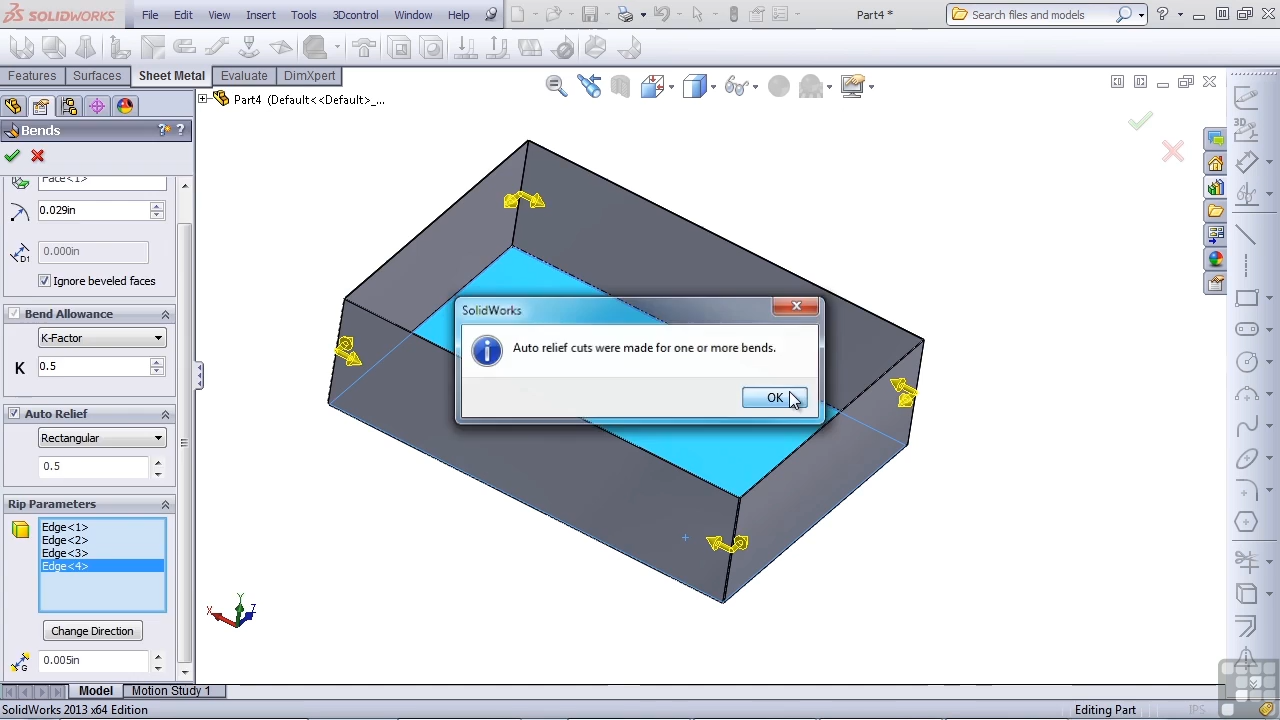 SOLIDWORKS File Edit View Insert Tools 3Dcontrol Window Help Part4 * Search files and models
Features Surfaces Sheet Metal Evaluate DimXpert
Part4 (Default<<Default>_...
Bends
Face<1>
0.029in
D1 0.000in
Ignore beveled faces
Bend Allowance
K-Factor
K 0.5
Auto Relief
Rectangular
0.5
Rip Parameters
Edge<1>
Edge<2>
Edge<3>
Edge<4>
Change Direction
G 0.005in
SolidWorks
Auto relief cuts were made for one or more bends.
OK
3D
X Y Z
Model Motion Study 1
SolidWorks 2013 x64 Edition Editing Part IPS